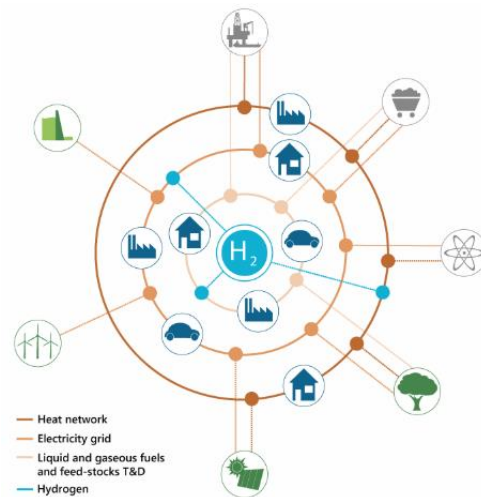 H₂
Heat network
Electricity grid
Liquid and gaseous fuels
and feed-stocks T&D
Hydrogen